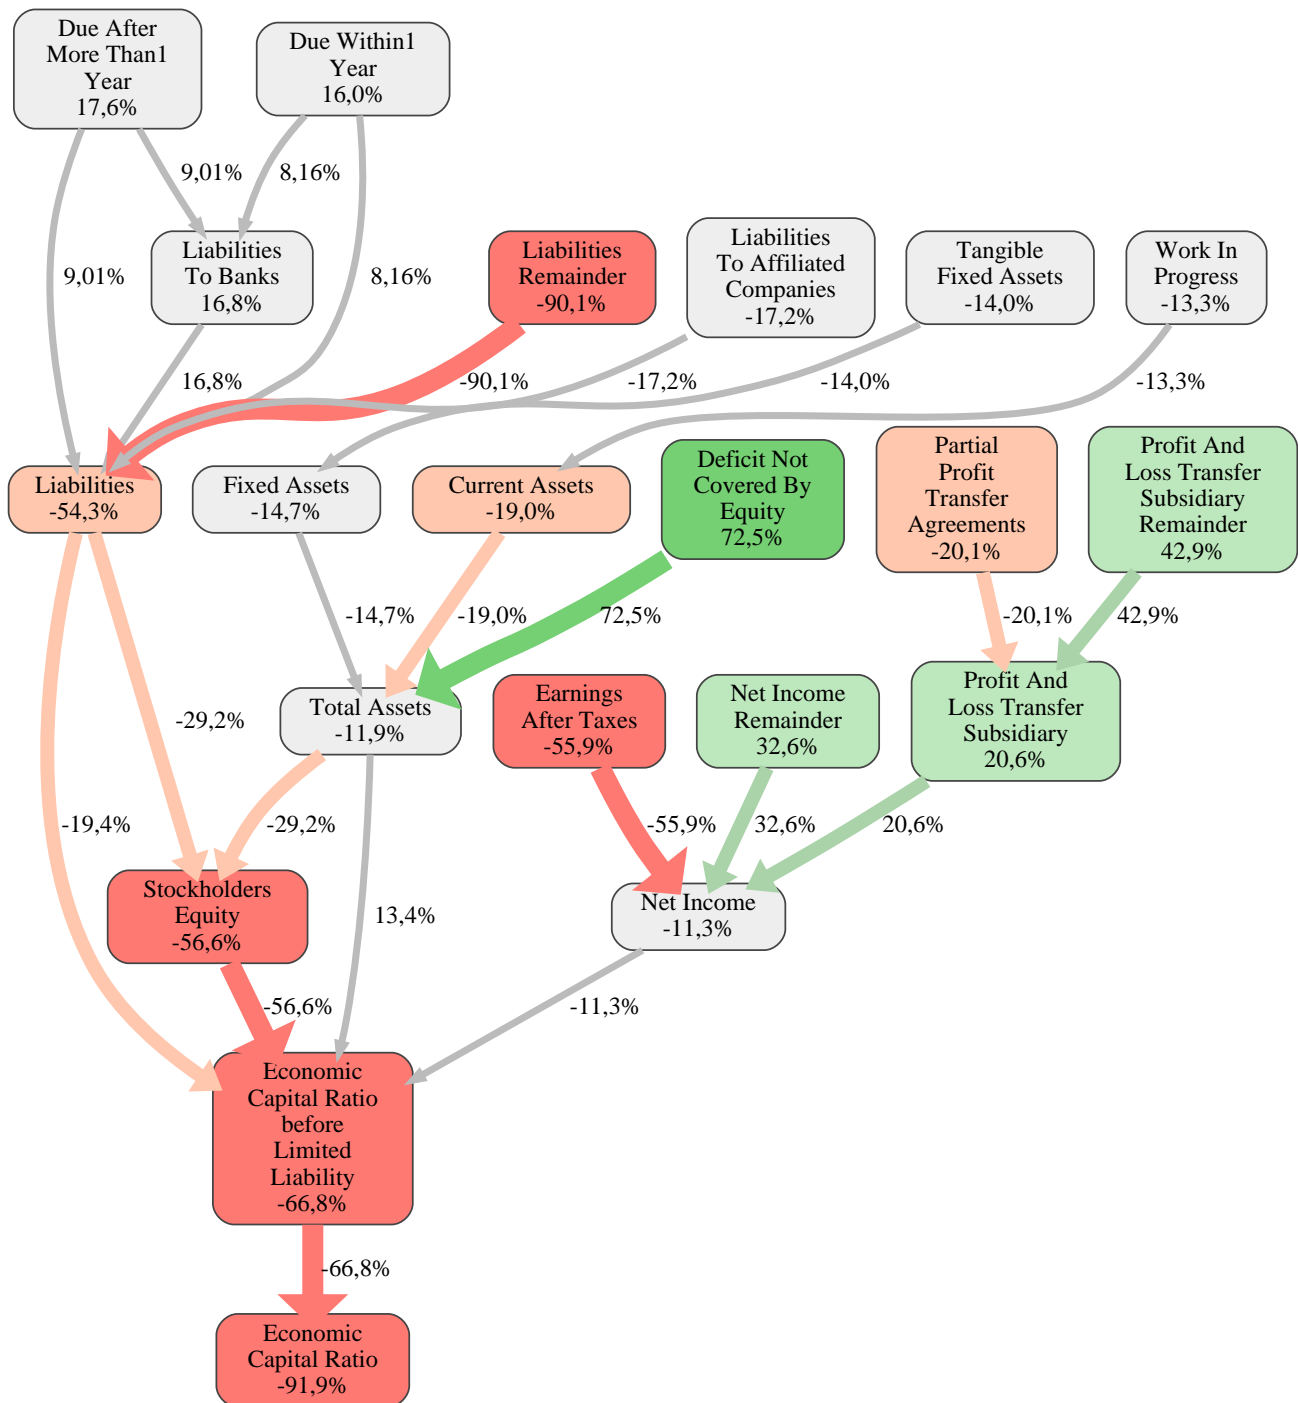 Due After
More Than1
Year
17,6%
Due Within1
Year
16,0%
9,01%
8,16%
Liabilities
To Banks
16,8%
Liabilities
Remainder
-90,1%
Liabilities
To Affiliated
Companies
-17,2%
Tangible
Fixed Assets
-14,0%
Work In
Progress
-13,3%
9,01%
8,16%
16,8%
-90,1%
-17,2%
-14,0%
-13,3%
Liabilities
-54,3%
Fixed Assets
-14,7%
Current Assets
-19,0%
Deficit Not
Covered By
Equity
72,5%
Partial
Profit
Transfer
Agreements
-20,1%
Profit And
Loss Transfer
Subsidiary
Remainder
42,9%
-14,7%
-19,0%
72,5%
-20,1%
42,9%
Total Assets
-11,9%
Earnings
After Taxes
-55,9%
Net Income
Remainder
32,6%
Profit And
Loss Transfer
Subsidiary
20,6%
-29,2%
-19,4%
-29,2%
-55,9%
32,6%
20,6%
Stockholders
Equity
-56,6%
13,4%
Net Income
-11,3%
-56,6%
-11,3%
Economic
Capital Ratio
before
Limited
Liability
-66,8%
-66,8%
Economic
Capital Ratio
-91,9%